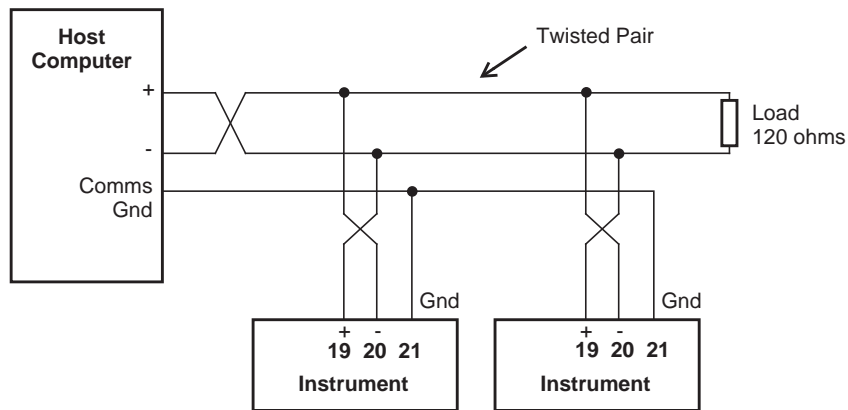 Host
Computer
Twisted Pair
+
-
Load
120 ohms
Comms
Gnd
Gnd
Gnd
+ -
19 20 21
Instrument
+ -
19 20 21
Instrument